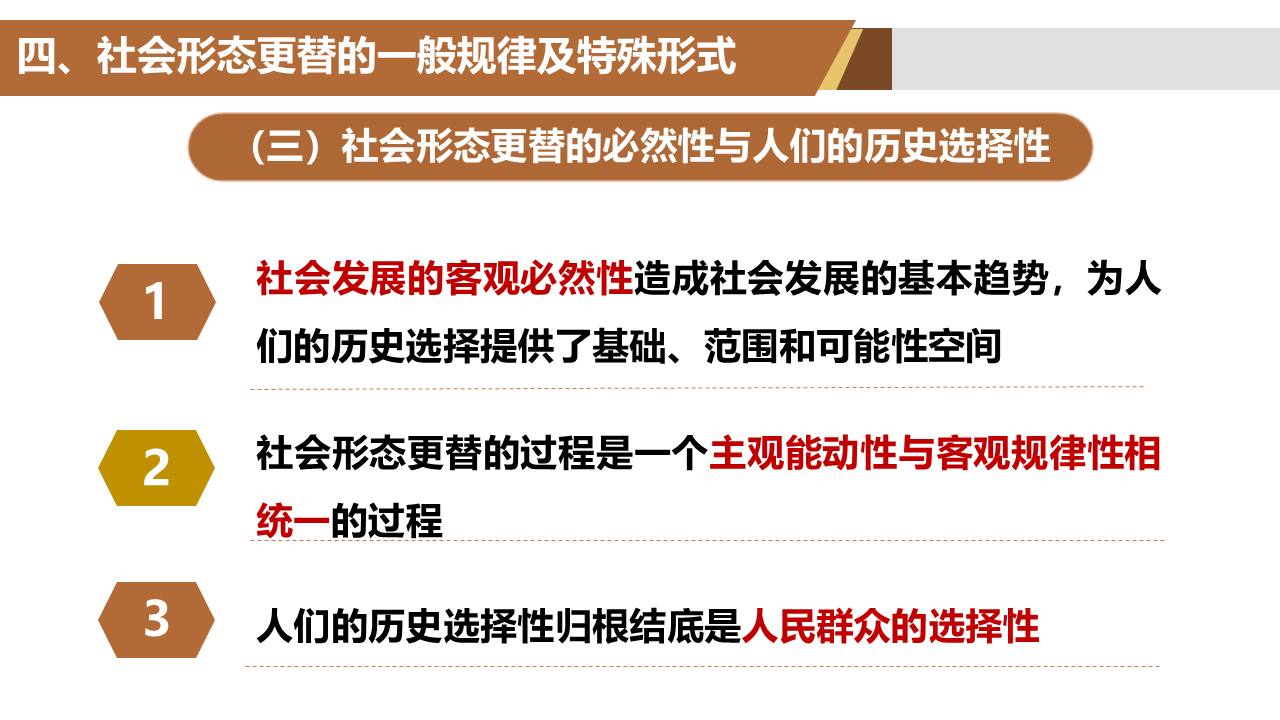 四、社会形态更替的一般规律及特殊形式
（三）社会形态更替的必然性与人们的历史选择性
1
社会发展的客观必然性造成社会发展的基本趋势，为人
们的历史选择提供了基础、范围和可能性空间
2
社会形态更替的过程是一个主观能动性与客观规律性相
统一的过程
3
人们的历史选择性归根结底是人民群众的选择性